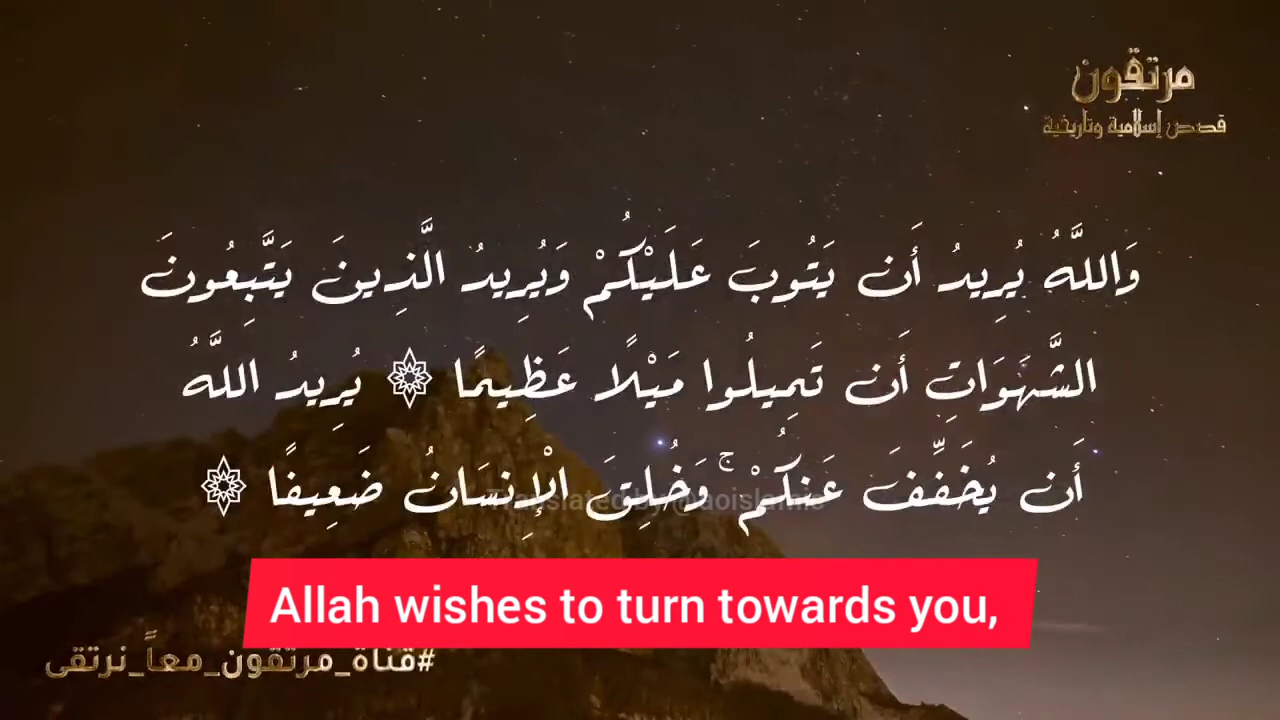 مرتقون
قصص إسلامية وتاريخية
وَاللَّهُ يُرِيدُ أَن يَتُوبَ عَلَيْكُمْ وَيُرِيدُ الَّذِينَ يَتَّبِعُونَ
الشَّهَوَاتِ أَن تَمِيلُوا مَيْلًا عَظِيمًا ۞ يُرِيدُ اللَّهُ
أَن يُخَفِّفَ عَنكُمْ ۚ وَخُلِقَ الْإِنسَانُ ضَعِيفًا ۞
Allah wishes to turn towards you,
#قناة_مرتقون_معاً_نرتقى